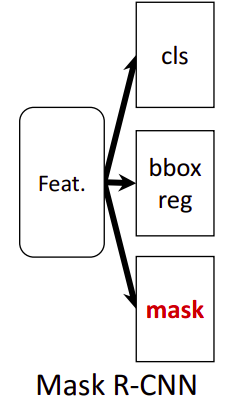 cls
Feat.
bbox
reg
mask
Mask R-CNN